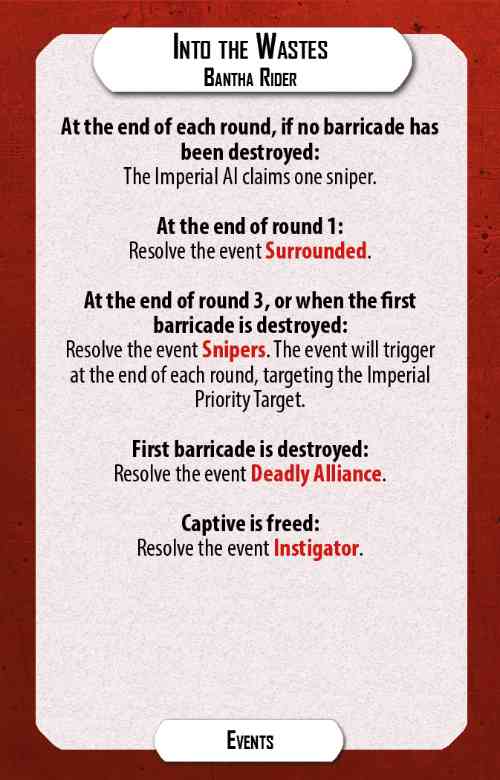 Into the Wastes
Bantha Rider
At the end of each round, if no barricade has
been destroyed:
The Imperial AI claims one sniper.
At the end of round 1:
Resolve the event Surrounded.
At the end of round 3, or when the first
barricade is destroyed:
Resolve the event Snipers. The event will trigger
at the end of each round, targeting the Imperial
Priority Target.
First barricade is destroyed:
Resolve the event Deadly Alliance.
Captive is freed:
Resolve the event Instigator.
Events